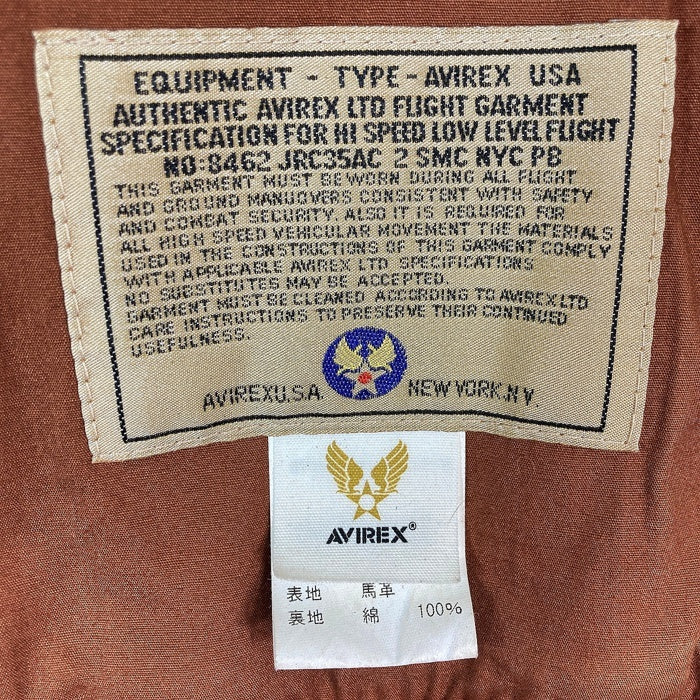 EQUIPMENT - TYPE - AVIREX USA
AUTHENTIC AVIREX LTD FLIGHT GARMENT
SPECIFICATION FOR HI SPEED LOW LEVEL FLIGHT
NO:8462 JRC35AC 2 SMC NYC PB
THIS GARMENT MUST BE WORN DURING ALL FLIGHT
AND GROUND MANUOVERS CONSISTENT WITH SAFETY
AND COMBAT SECURITY. ALSO IT IS REQUIRED FOR
ALL HIGH SPEED VEHICULAR MOVEMENT THE MATERIALS
USED IN THE CONSTRUCTIONS OF THIS GARMENT COMPLY
WITH APPLICABLE AVIREX LTD SPECIFICATIONS
NO SUBSTITUTES MAY BE ACCEPTED.
GARMENT MUST BE CLEANED ACCORDING TO AVIREX LTD
CARE INSTRUCTIONS TO PRESERVE THEIR CONTINUED
USEFULNESS.
AVIREX U.S.A. NEW YORK.N.Y.
AVIREX®
表地 馬革
裏地 綿 100%